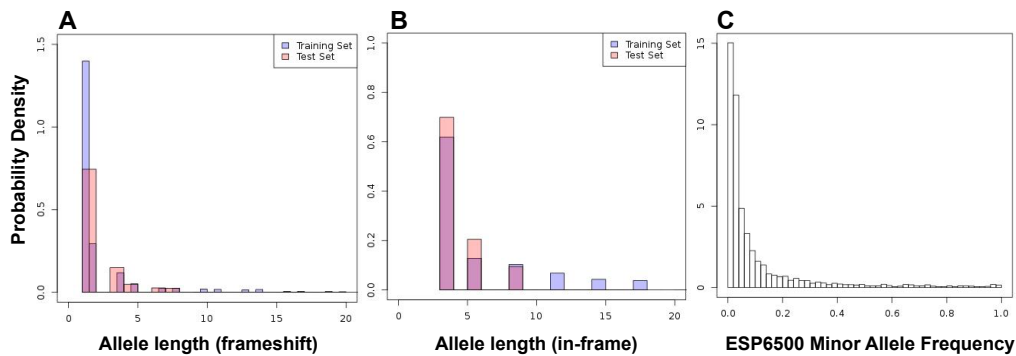 A
B
C
Probability Density
1.5
1.0
0.5
0.0
Training Set
Test Set
0
5
10
15
20
Allele length (frameshift)
1.0
0.8
0.6
0.4
0.2
0.0
Training Set
Test Set
0
5
10
15
20
Allele length (in-frame)
15
10
5
0
0.0
0.2
0.4
0.6
0.8
1.0
ESP6500 Minor Allele Frequency